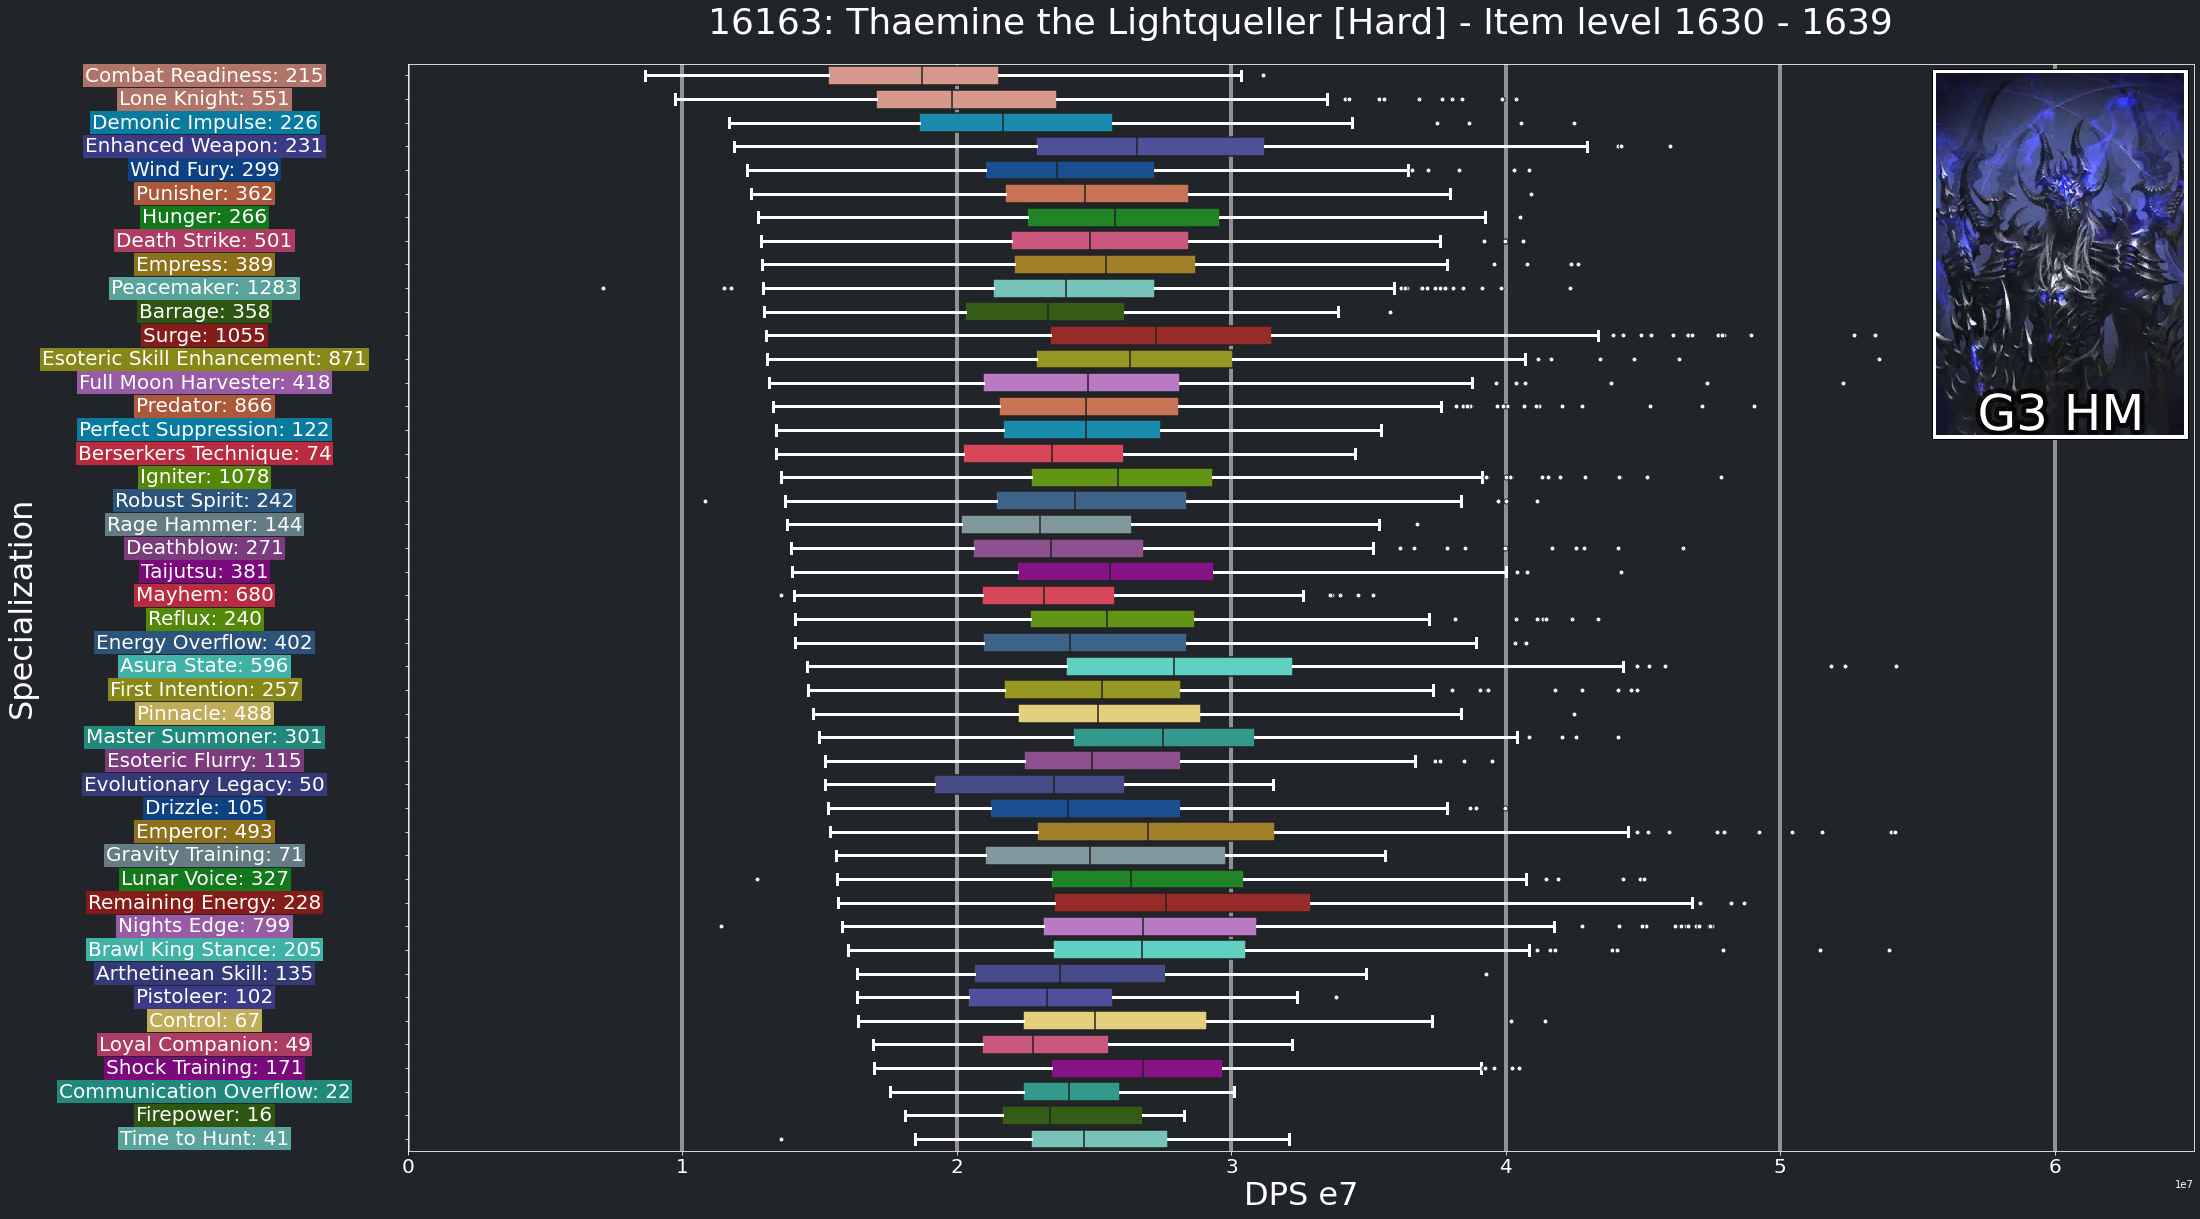 16163: Thaemine the Lightqueller [Hard] - Item level 1630 - 1639
Combat Readiness: 215
Lone Knight: 551
Demonic Impulse: 226
Enhanced Weapon: 231
Wind Fury: 299
Punisher: 362
Hunger: 266
Death Strike: 501
Empress: 389
Peacemaker: 1283
Barrage: 358
Surge: 1055
Esoteric Skill Enhancement: 871
Full Moon Harvester: 418
Predator: 866
Perfect Suppression: 122
Berserkers Technique: 74
Igniter: 1078
Robust Spirit: 242
Rage Hammer: 144
Deathblow: 271
Taijutsu: 381
Mayhem: 680
Reflux: 240
Energy Overflow: 402
Asura State: 596
First Intention: 257
Pinnacle: 488
Master Summoner: 301
Esoteric Flurry: 115
Evolutionary Legacy: 50
Drizzle: 105
Emperor: 493
Gravity Training: 71
Lunar Voice: 327
Remaining Energy: 228
Nights Edge: 799
Brawl King Stance: 205
Arthetinean Skill: 135
Pistoleer: 102
Control: 67
Loyal Companion: 49
Shock Training: 171
Communication Overflow: 22
Firepower: 16
Time to Hunt: 41
Specialization
G3 HM
0 1 2 3 4 5 6
DPS e7
1e7